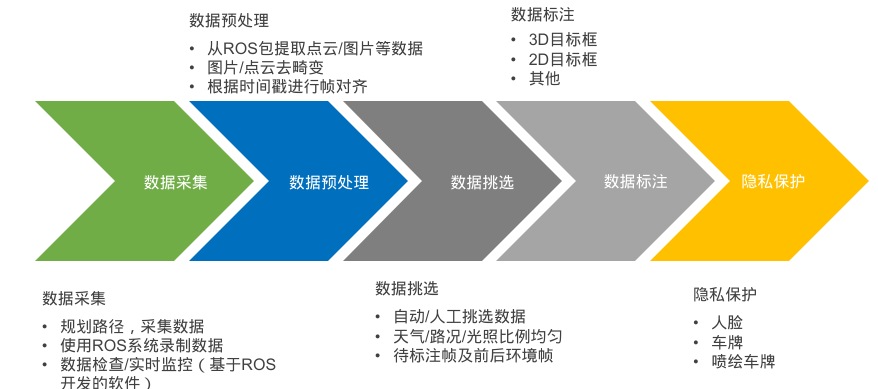 数据预处理
• 从ROS包提取点云/图片等数据
• 图片/点云去畸变
• 根据时间戳进行帧对齐
数据标注
• 3D目标框
• 2D目标框
• 其他
数据采集
数据预处理
数据挑选
数据标注
隐私保护
数据采集
• 规划路径，采集数据
• 使用ROS系统录制数据
• 数据检查/实时监控（基于ROS
开发的软件）
数据挑选
• 自动/人工挑选数据
• 天气/路况/光照比例均匀
• 待标注帧及前后环境帧
隐私保护
• 人脸
• 车牌
• 喷绘车牌